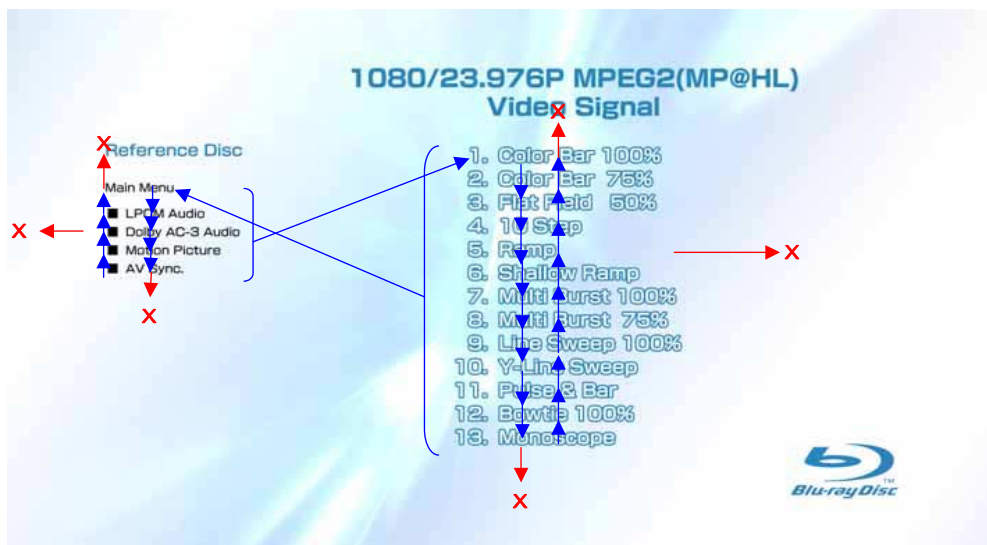 1080/23.976P MPEG2(MP@HL)
Video Signal
Reference Disc
Main Menu
■ LPCM Audio
■ Dolby AC-3 Audio
■ Motion Picture
■ AV Sync.
1. Color Bar 100%
2. Color Bar 75%
3. Flat Field 50%
4. 10 Step
5. Ramp
6. Shallow Ramp
7. Multi Burst 100%
8. Multi Burst 75%
9. Line Sweep 100%
10. Y-Line Sweep
11. Pulse & Bar
12. Bowtie 100%
13. Monoscope
X
X
X
X
X
X
Blu-ray Disc™